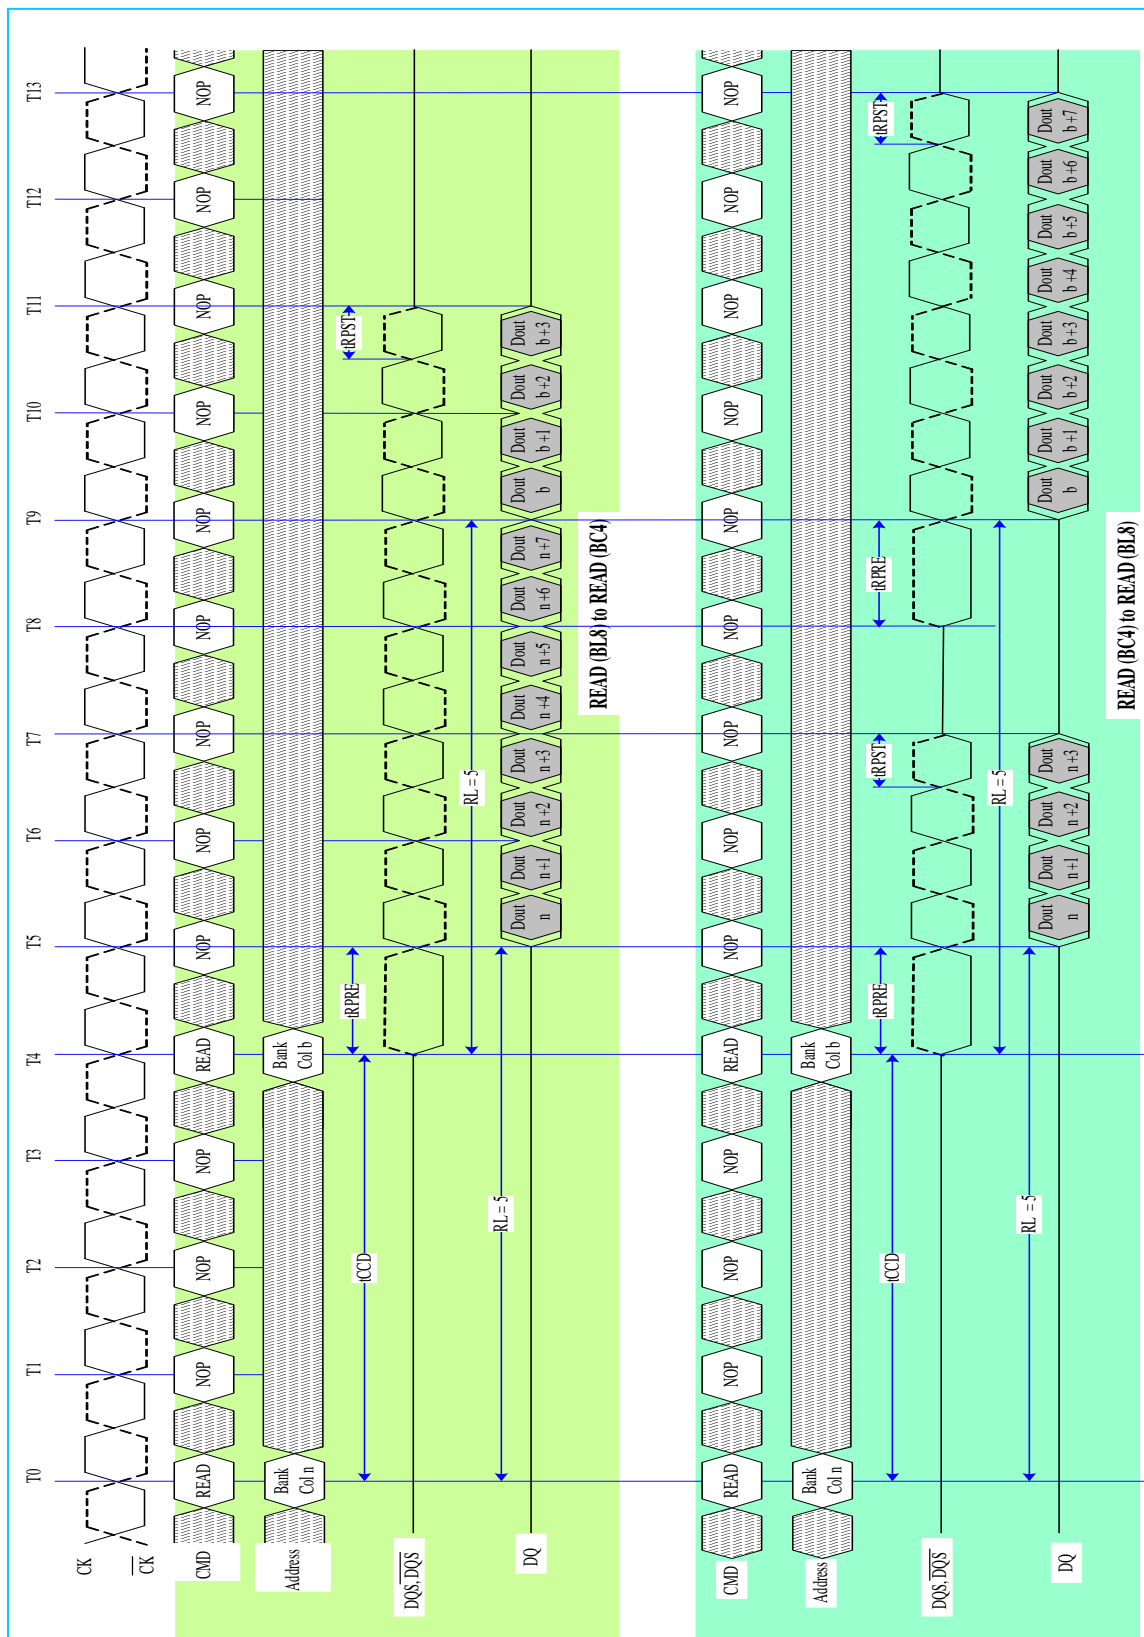 T0 T1 T2 T3 T4 T5 T6 T7 T8 T9 T10 T11 T12 T13
CK
CK
CMD READ NOP NOP NOP READ NOP NOP NOP NOP NOP NOP NOP NOP NOP
Address Bank Col n Bank Col b
tRPRE tRPST
tCCD
DQS, DQS
RL = 5
RL = 5
DQ Dout n Dout n+1 Dout n+2 Dout n+3 Dout n+4 Dout n+5 Dout n+6 Dout n+7 Dout b Dout b+1 Dout b+2 Dout b+3
READ (BL8) to READ (BC4)
CMD READ NOP NOP NOP READ NOP NOP NOP NOP NOP NOP NOP NOP NOP
Address Bank Col n Bank Col b
tCCD tRPRE tRPST tRPRE tRPST
DQS, DQS
RL = 5
RL = 5
DQ Dout n Dout n+1 Dout n+2 Dout n+3 Dout b Dout b+1 Dout b+2 Dout b+3 Dout b+4 Dout b+5 Dout b+6 Dout b+7
READ (BC4) to READ (BL8)